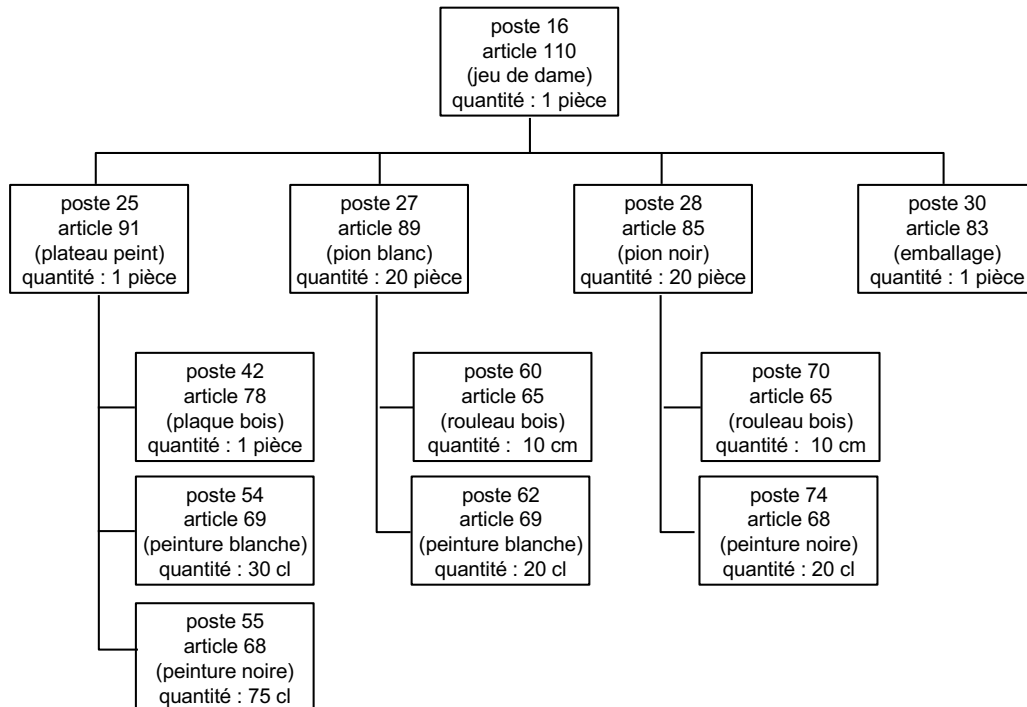 poste 16
article 110
(jeu de dame)
quantité : 1 pièce
poste 25
article 91
(plateau peint)
quantité : 1 pièce
poste 27
article 89
(pion blanc)
quantité : 20 pièce
poste 28
article 85
(pion noir)
quantité : 20 pièce
poste 30
article 83
(emballage)
quantité : 1 pièce
poste 42
article 78
(plaque bois)
quantité : 1 pièce
poste 60
article 65
(rouleau bois)
quantité : 10 cm
poste 70
article 65
(rouleau bois)
quantité : 10 cm
poste 54
article 69
(peinture blanche)
quantité : 30 cl
poste 62
article 69
(peinture blanche)
quantité : 20 cl
poste 74
article 68
(peinture noire)
quantité : 20 cl
poste 55
article 68
(peinture noire)
quantité : 75 cl